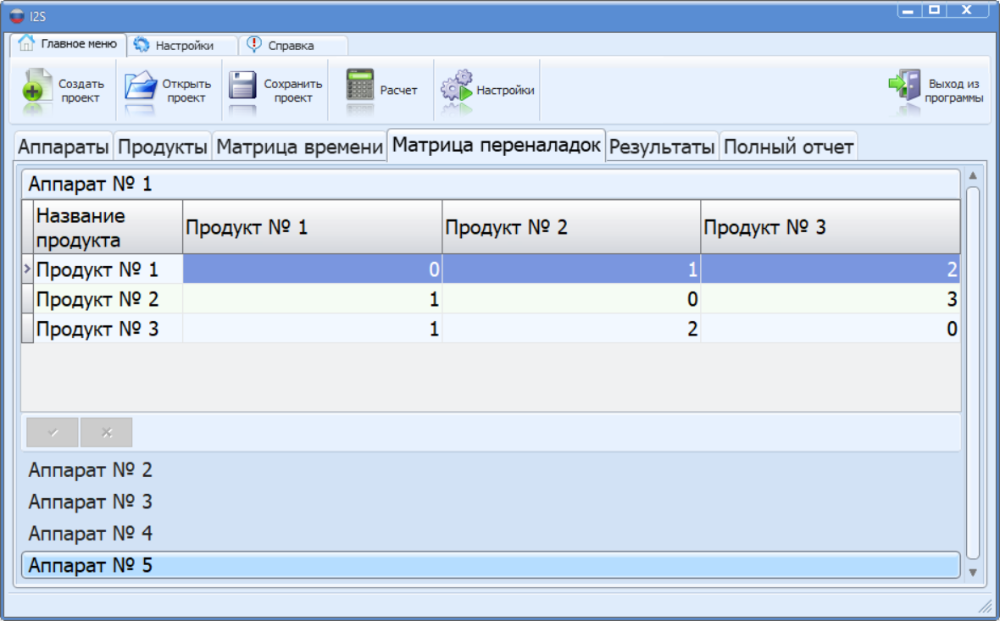 I2S
Главное меню Настройки Справка
Создать проект Открыть проект Сохранить проект Расчет Настройки Выход из программы
Аппараты Продукты Матрица времени Матрица переналадок Результаты Полный отчет
Аппарат № 1
Название продукта Продукт № 1 Продукт № 2 Продукт № 3
Продукт № 1 0 1 2
Продукт № 2 1 0 3
Продукт № 3 1 2 0
Аппарат № 2
Аппарат № 3
Аппарат № 4
Аппарат № 5